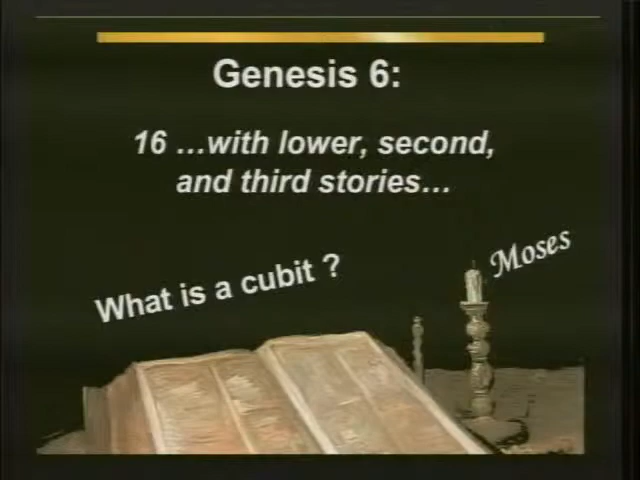 Genesis 6:
16 …with lower, second,
and third stories…
Moses
What is a cubit ?